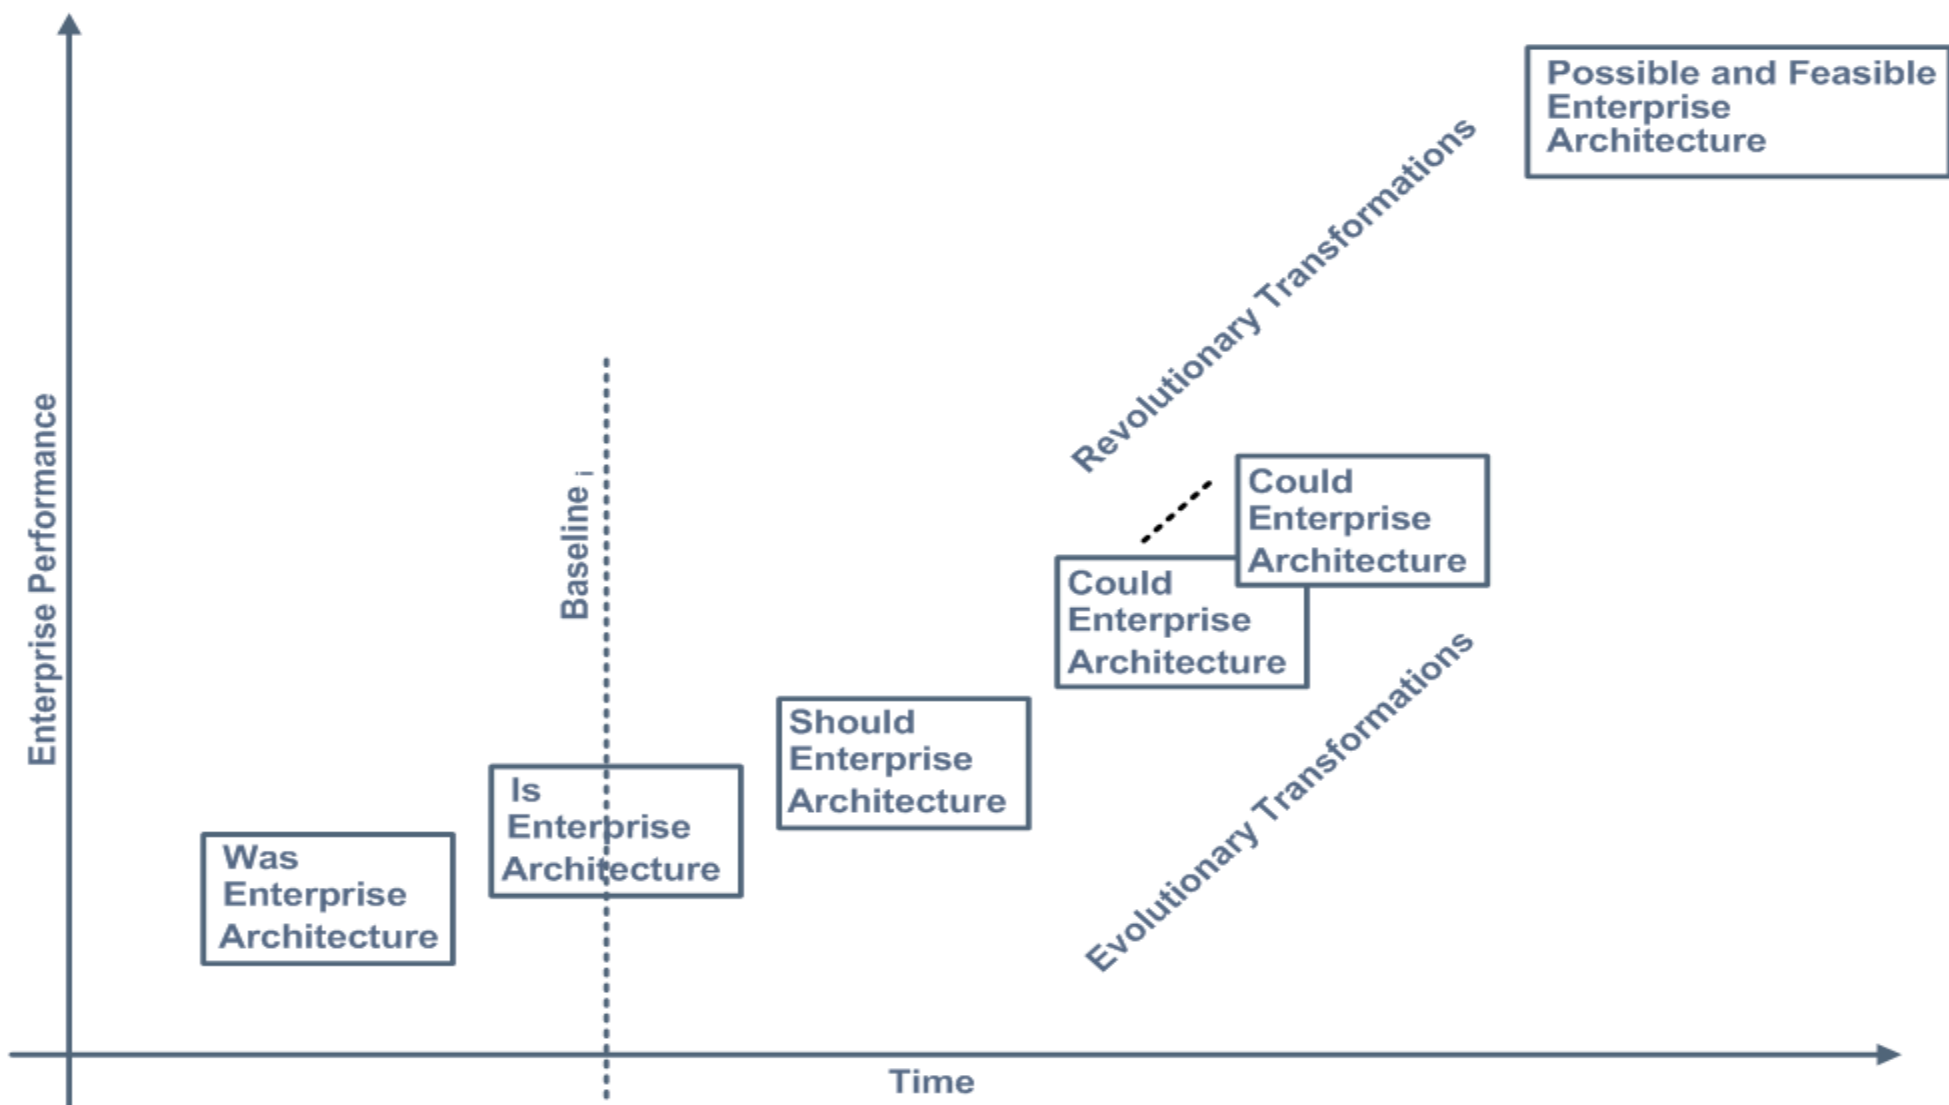 Possible and Feasible
Enterprise
Architecture
Revolutionary Transformations
Enterprise Performance
Baseline i
Could
Enterprise
Architecture
Could
Enterprise
Architecture
Evolutionary Transformations
Should
Enterprise
Architecture
Is
Enterprise
Architecture
Was
Enterprise
Architecture
Time